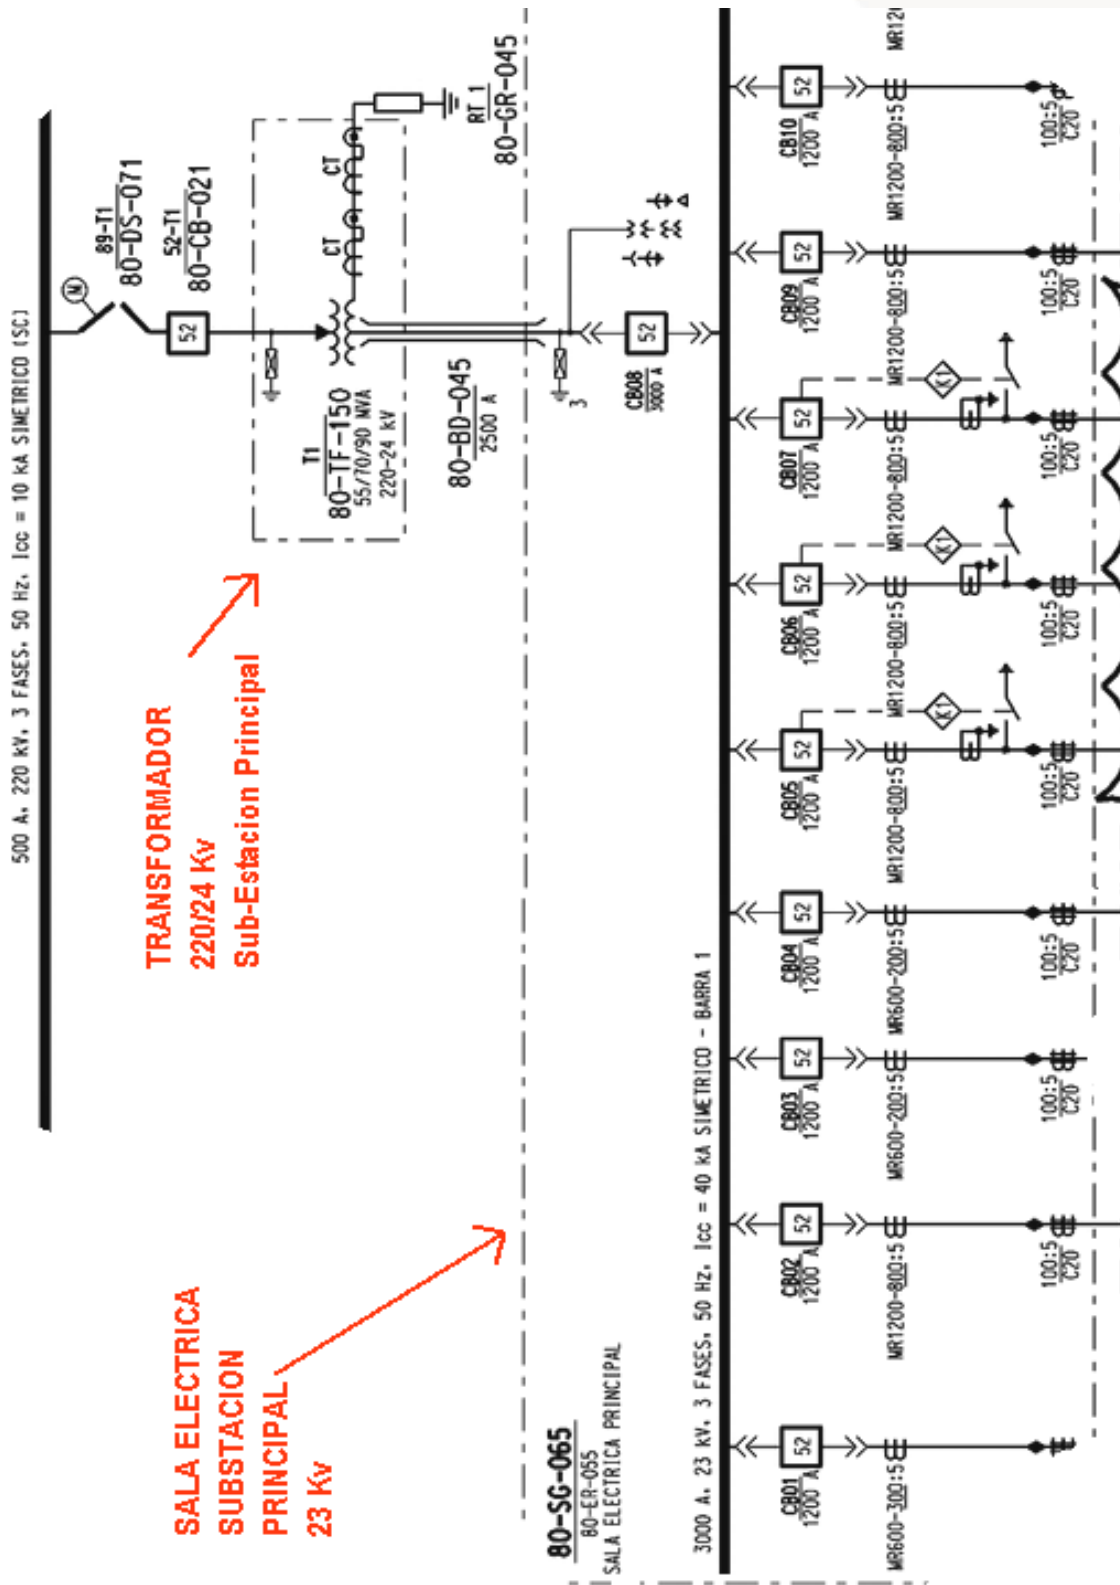 500 A, 220 kV, 3 FASES, 50 Hz, Icc = 10 kA SIMETRICO (SC)
M
89-T1
80-DS-071
52-T1
80-CB-021
52
CT
CT
RT 1
80-GR-045
T1
80-TF-150
55/70/90 MVA
220-24 KV
80-BD-045
2500 A
3
CB08
3000 A
52
TRANSFORMADOR
220/24 Kv
Sub-Estacion Principal
SALA ELECTRICA
SUBSTACION
PRINCIPAL
23 Kv
80-SG-065
80-ER-055
SALA ELECTRICA PRINCIPAL
3000 A, 23 kV, 3 FASES, 50 Hz, Icc = 40 kA SIMETRICO - BARRA 1
CB01
1200 A
52
MR600-300:5
CB02
1200 A
52
MR1200-800:5
100:5
C20
CB03
1200 A
52
MR600-200:5
100:5
C20
CB04
1200 A
52
MR600-200:5
100:5
C20
CB05
1200 A
52
MR1200-800:5
K1
100:5
C20
CB06
1200 A
52
MR1200-800:5
K1
100:5
C20
CB07
1200 A
52
MR1200-800:5
K1
100:5
C20
CB09
1200 A
52
MR1200-800:5
100:5
C20
CB10
1200 A
52
MR1200-800:5
100:5
C20
MR12